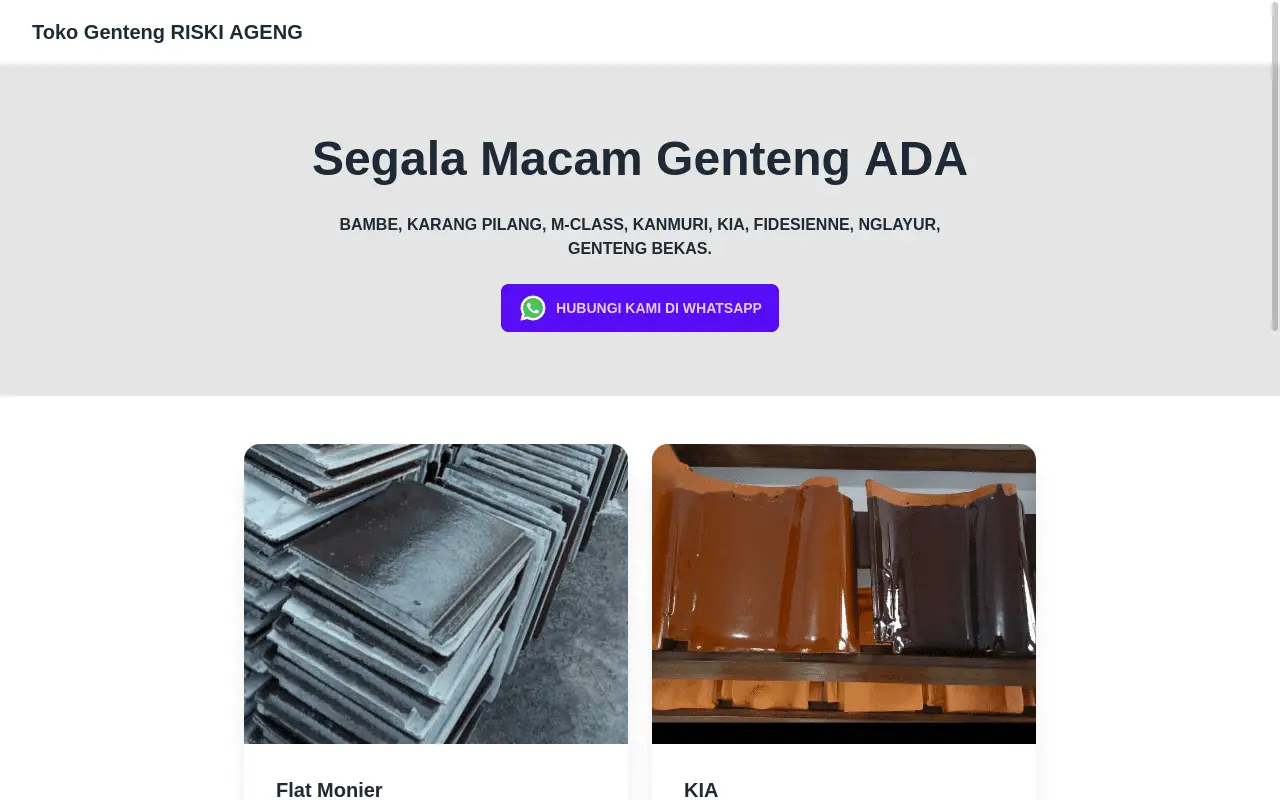 Toko Genteng RISKI AGENG
Segala Macam Genteng ADA
BAMBE, KARANG PILANG, M-CLASS, KANMURI, KIA, FIDESIENNE, NGLAYUR,
GENTENG BEKAS.
HUBUNGI KAMI DI WHATSAPP
Flat Monier
KIA